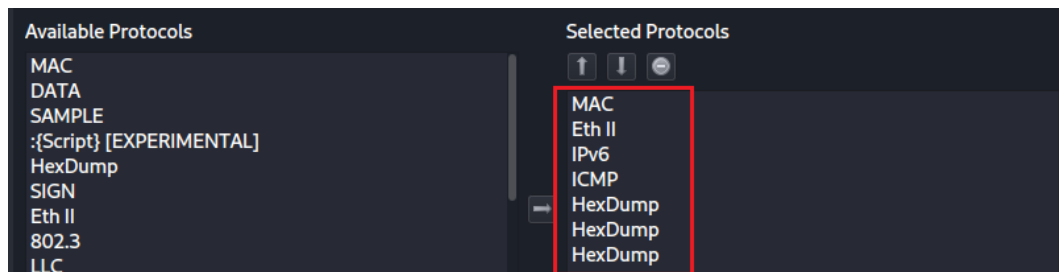 Available Protocols
MAC
DATA
SAMPLE
:{Script} [EXPERIMENTAL]
HexDump
SIGN
Eth II
802.3
LLC
Selected Protocols
MAC
Eth II
IPv6
ICMP
HexDump
HexDump
HexDump